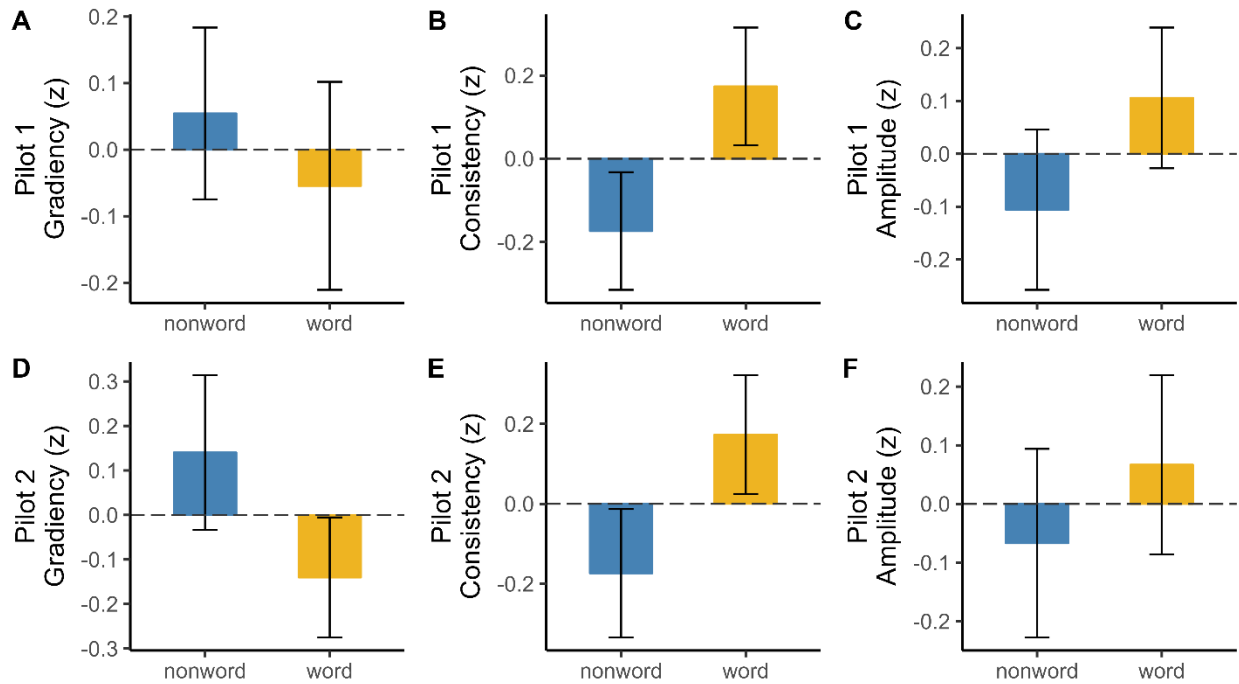 A
Pilot 1
Gradiency (z)
0.2
0.1
0.0
-0.1
-0.2
nonword word
B
Pilot 1
Consistency (z)
0.2
0.0
-0.2
nonword word
C
Pilot 1
Amplitude (z)
0.2
0.1
0.0
-0.1
-0.2
nonword word
D
Pilot 2
Gradiency (z)
0.3
0.2
0.1
0.0
-0.1
-0.2
-0.3
nonword word
E
Pilot 2
Consistency (z)
0.2
0.0
-0.2
nonword word
F
Pilot 2
Amplitude (z)
0.2
0.1
0.0
-0.1
-0.2
nonword word